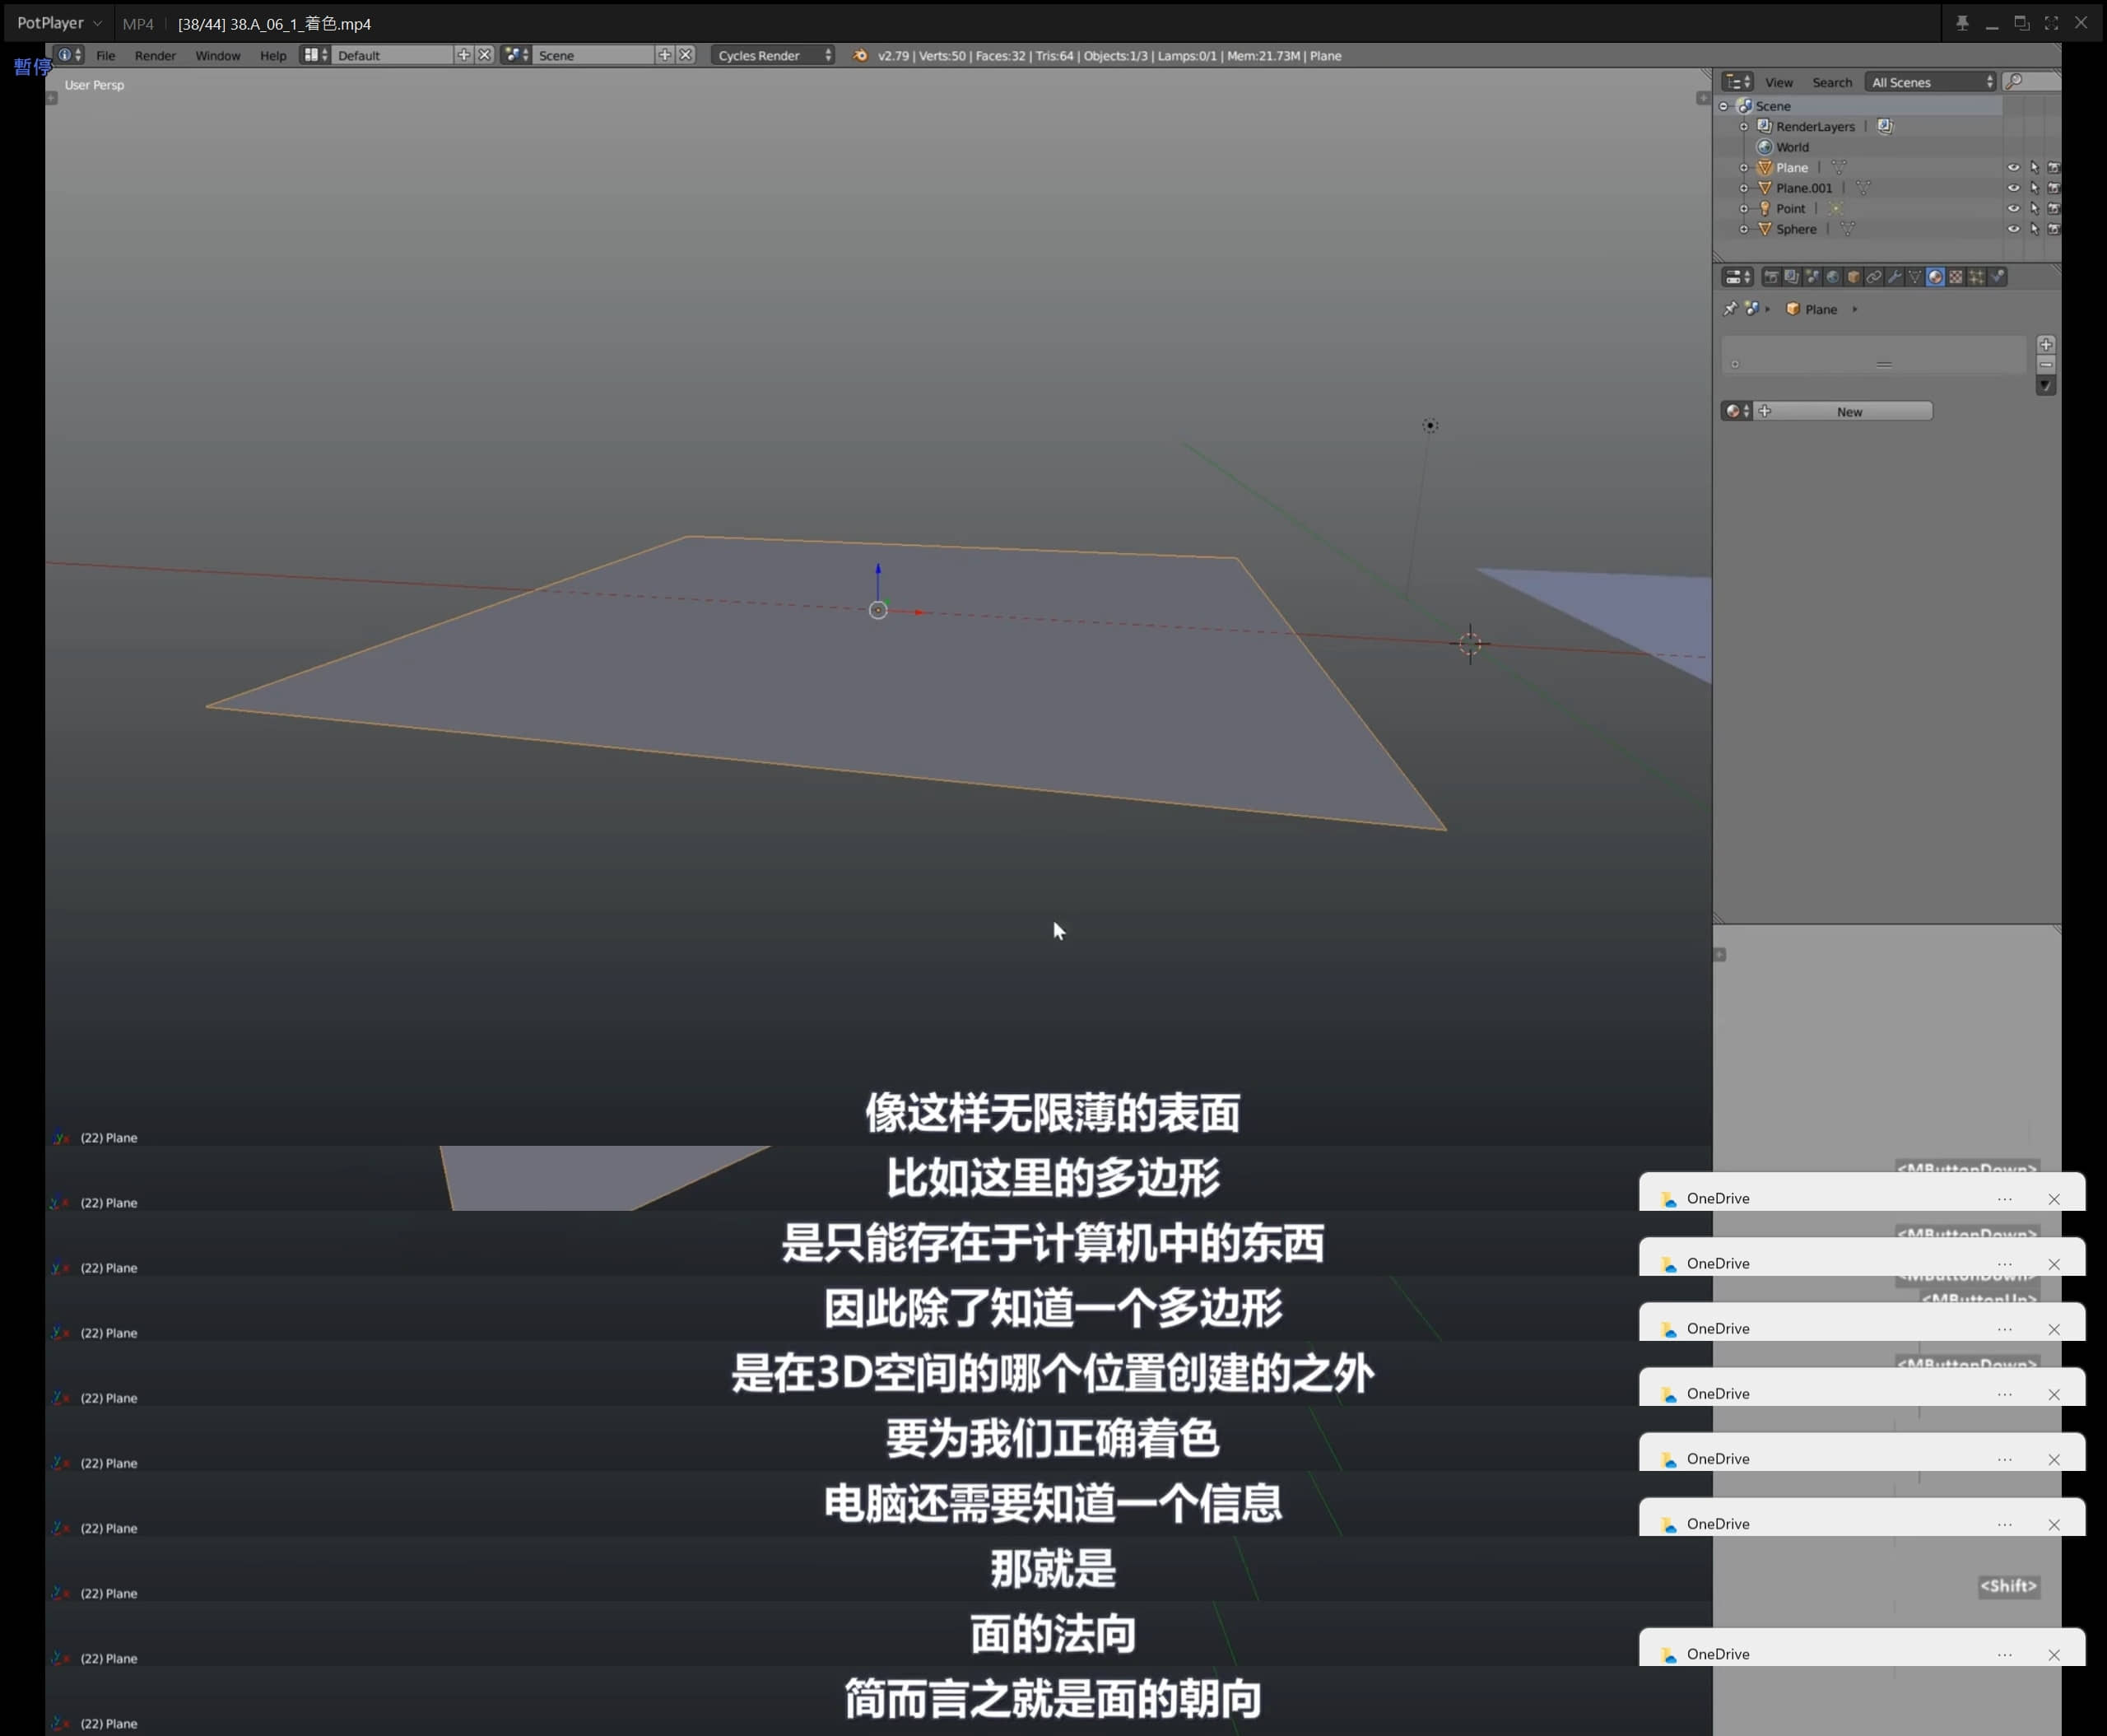 PotPlayer MP4 [38/44] 38.A_06_1_着色.mp4
暫停
File Render Window Help Default Scene Cycles Render v2.79 | Verts:50 | Faces:32 | Tris:64 | Objects:1/3 | Lamps:0/1 | Mem:21.73M | Plane
User Persp
View Search All Scenes
Scene
RenderLayers
World
Plane
Plane.001
Point
Sphere
Plane
New
像这样无限薄的表面
(22) Plane
<MButtonDown>
比如这里的多边形
(22) Plane
OneDrive
<MButtonDown>
是只能存在于计算机中的东西
(22) Plane
OneDrive
<MButtonDown>
<MButtonUp>
因此除了知道一个多边形
(22) Plane
OneDrive
<MButtonDown>
是在3D空间的哪个位置创建的之外
(22) Plane
OneDrive
要为我们正确着色
(22) Plane
OneDrive
电脑还需要知道一个信息
(22) Plane
OneDrive
那就是
<Shift>
(22) Plane
面的法向
(22) Plane
OneDrive
简而言之就是面的朝向
(22) Plane